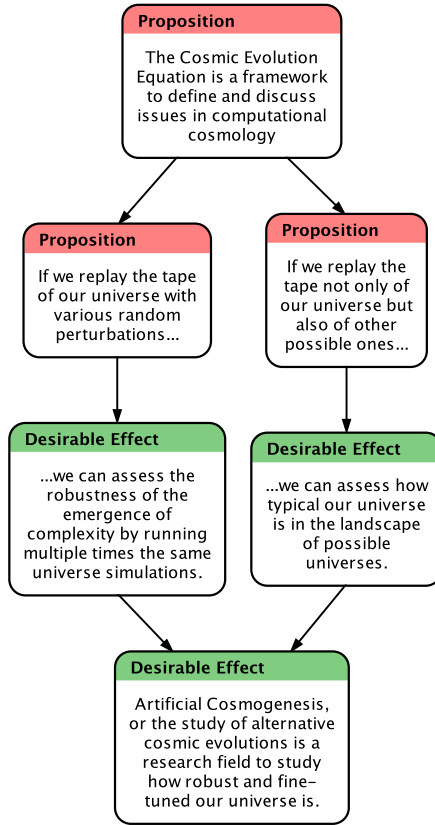 Proposition
The Cosmic Evolution
Equation is a framework
to define and discuss
issues in computational
cosmology
Proposition
If we replay the tape
of our universe with
various random
perturbations...
Proposition
If we replay the
tape not only of
our universe but
also of other
possible ones...
Desirable Effect
...we can assess the
robustness of the
emergence of
complexity by running
multiple times the same
universe simulations.
Desirable Effect
...we can assess how
typical our universe
is in the landscape
of possible
universes.
Desirable Effect
Artificial Cosmogenesis,
or the study of alternative
cosmic evolutions is a
research field to study
how robust and fine-
tuned our universe is.